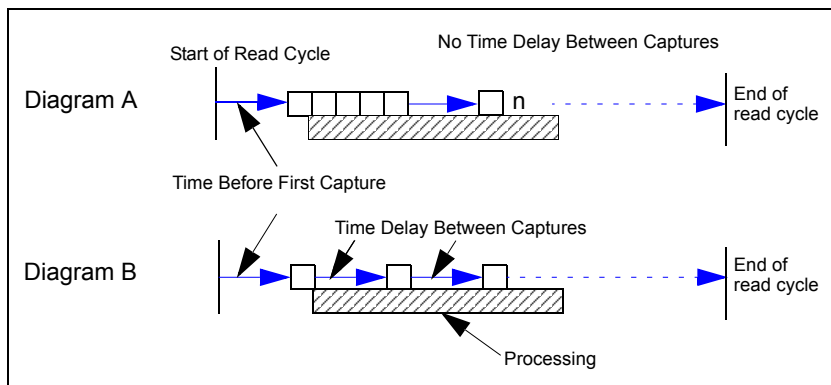 No Time Delay Between Captures
Start of Read Cycle
Diagram A
n
End of
read cycle
Time Before First Capture
Time Delay Between Captures
Diagram B
End of
read cycle
Processing